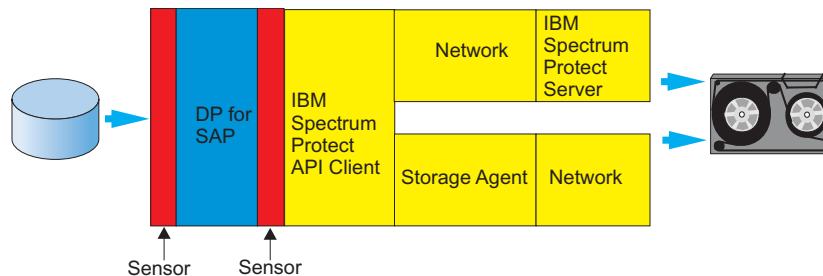 DP for
SAP
IBM
Spectrum
Protect
API Client
Network
IBM
Spectrum
Protect
Server
Storage Agent
Network
Sensor
Sensor